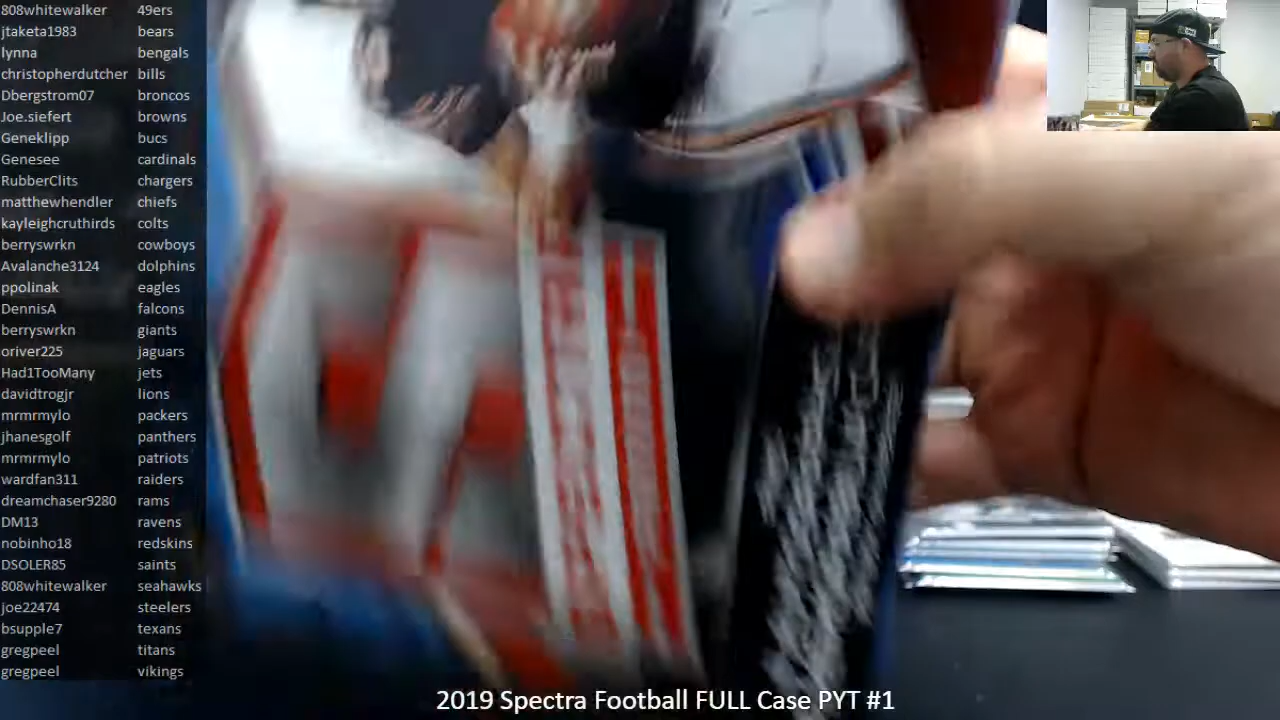 808whitewalker 49ers
jtaketa1983 bears
lynna bengals
christopherdutcher bills
Dbergstrom07 broncos
Joe.siefert browns
Geneklipp bucs
Genesee cardinals
RubberClits chargers
matthewhendler chiefs
kayleighcruthirds colts
berryswrkn cowboys
Avalanche3124 dolphins
ppolinak eagles
DennisA falcons
berryswrkn giants
oriver225 jaguars
Had1TooMany jets
davidtrogjr lions
mrmrmylo packers
jhanesgolf panthers
mrmrmylo patriots
wardfan311 raiders
dreamchaser9280 rams
DM13 ravens
nobinho18 redskins
DSOLER85 saints
808whitewalker seahawks
joe22474 steelers
bsupple7 texans
gregpeel titans
gregpeel vikings
2019 Spectra Football FULL Case PYT #1